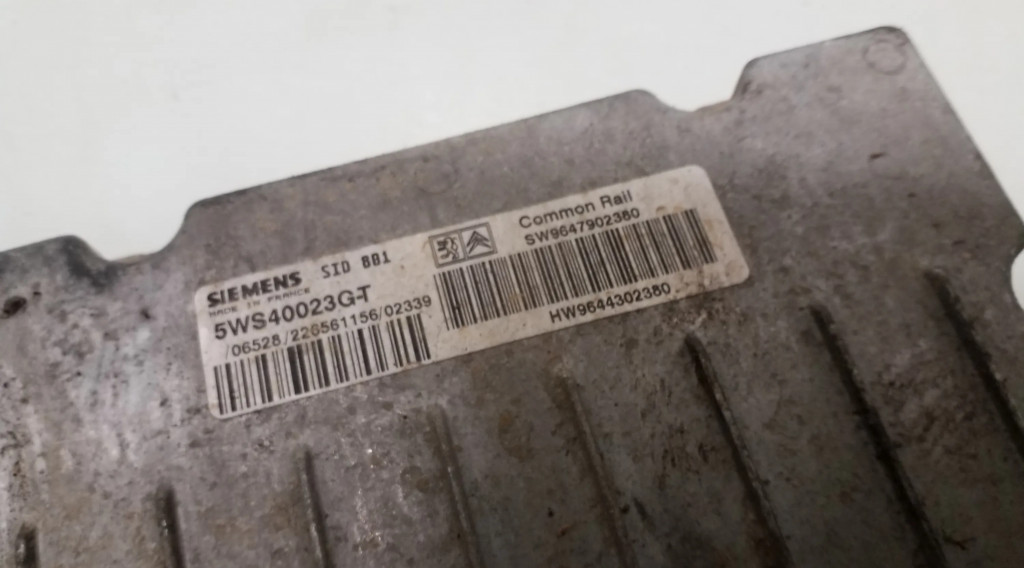 SIEMENS SID 801
MADE IN FRANCE
5WS40023G-T
/06528/226561156/02339
Common Rail
SW9647902380
HW9644302380